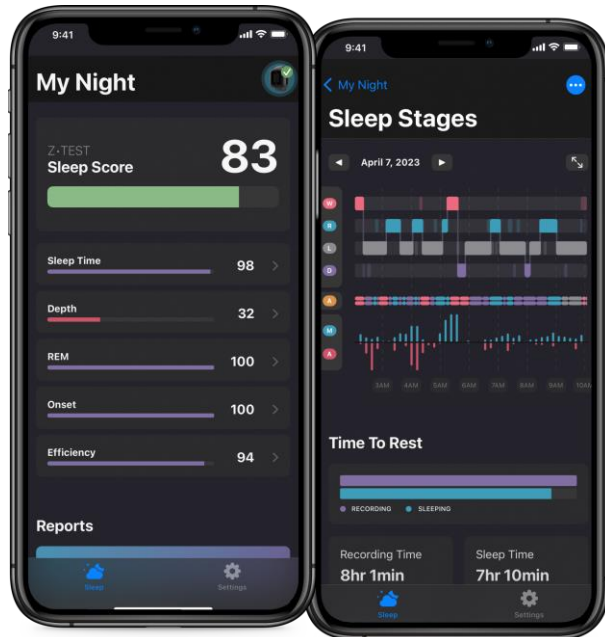 9:41
My Night
Z-TEST
Sleep Score
83
Sleep Time 98
Depth 32
REM 100
Onset 100
Efficiency 94
Reports
Sleep
Settings
9:41
My Night
Sleep Stages
April 7, 2023
W
R
L
D
A
M
A
3AM 4AM 5AM 6AM 7AM 8AM 9AM 10AM
Time To Rest
RECORDING SLEEPING
Recording Time Sleep Time
8hr 1min 7hr 10min
Sleep
Settings